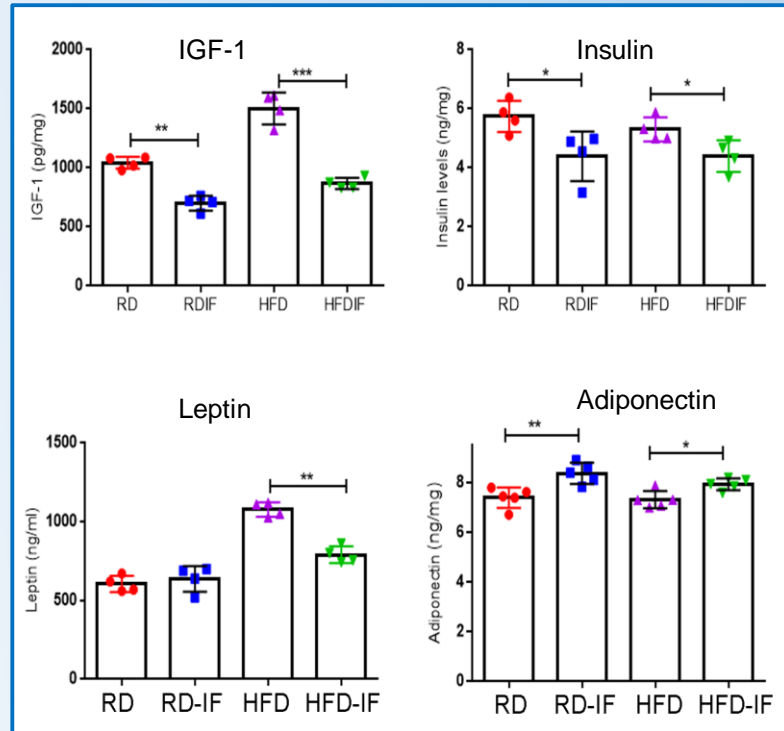 IGF-1
IGF-1 (pg/mg)
2000
1500
1000
500
0
**
***
RD
RDIF
HFD
HFDIF
Insulin
Insulin levels (ng/mg)
8
6
4
2
0
*
*
RD
RDIF
HFD
HFDIF
Leptin
Leptin (ng/ml)
1500
1000
500
0
**
RD
RD-IF
HFD
HFD-IF
Adiponectin
Adiponectin (ng/mg)
8
6
4
2
0
**
*
RD
RD-IF
HFD
HFD-IF